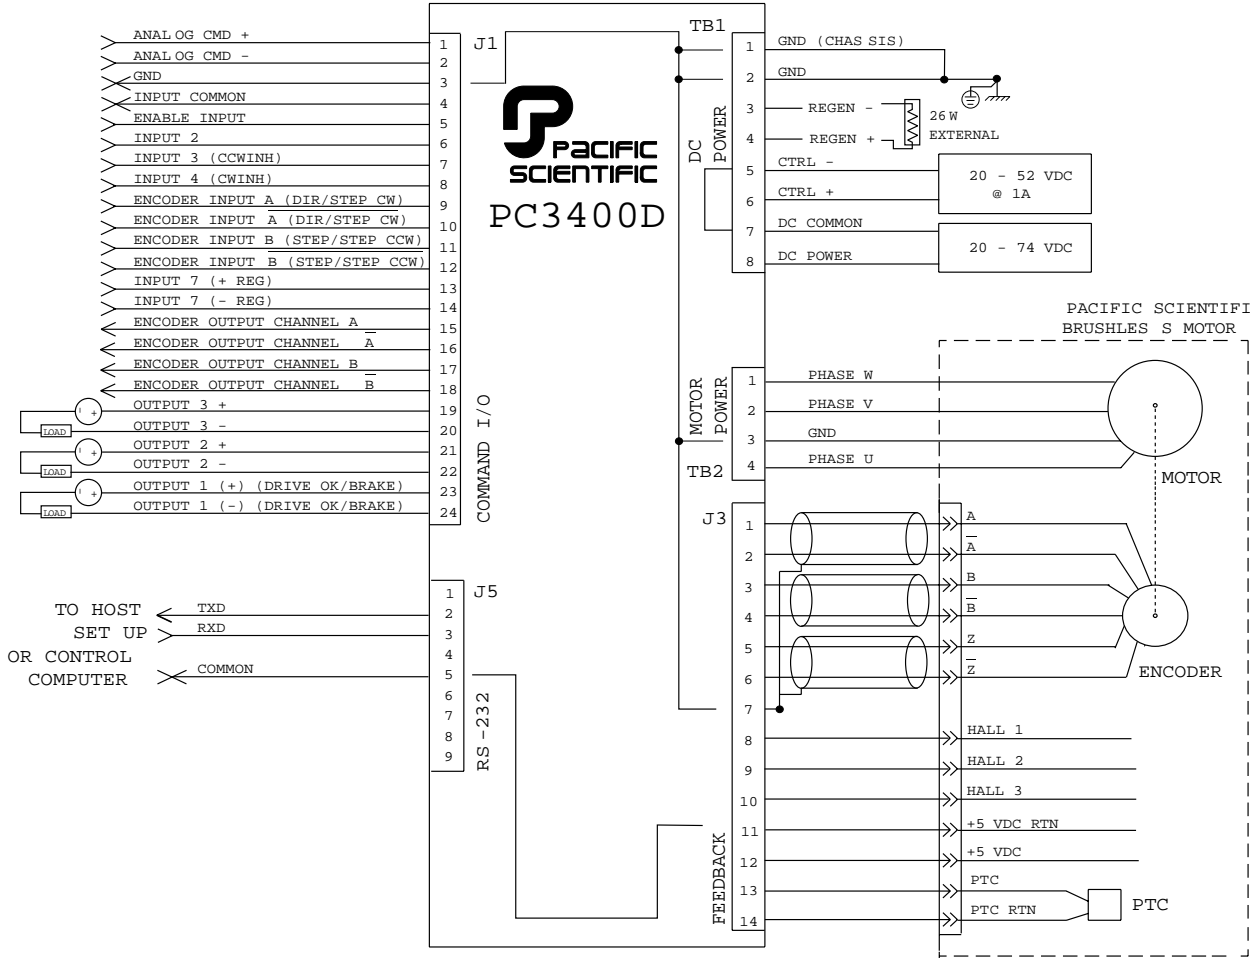 TB1
J1
1 ANALOG CMD +
2 ANALOG CMD -
3 GND
4 INPUT COMMON
5 ENABLE INPUT
6 INPUT 2
7 INPUT 3 (CCWINH)
8 INPUT 4 (CWINH)
9 ENCODER INPUT A (DIR/STEP CW)
10 ENCODER INPUT A̅ (DIR/STEP CW)
11 ENCODER INPUT B (STEP/STEP CCW)
12 ENCODER INPUT B̅ (STEP/STEP CCW)
13 INPUT 7 (+ REG)
14 INPUT 7 (- REG)
15 ENCODER OUTPUT CHANNEL A
16 ENCODER OUTPUT CHANNEL A̅
17 ENCODER OUTPUT CHANNEL B
18 ENCODER OUTPUT CHANNEL B̅
19 OUTPUT 3 +
20 OUTPUT 3 -
LOAD
21 OUTPUT 2 +
22 OUTPUT 2 -
LOAD
23 OUTPUT 1 (+) (DRIVE OK/BRAKE)
24 OUTPUT 1 (-) (DRIVE OK/BRAKE)
LOAD
COMMAND I/O
PACIFIC
SCIENTIFIC
PC3400D
DC
POWER
1 GND (CHAS SIS)
2 GND
3 REGEN -
4 REGEN +
26 W
EXTERNAL
5 CTRL -
6 CTRL +
20 - 52 VDC
@ 1A
7 DC COMMON
8 DC POWER
20 - 74 VDC
PACIFIC SCIENTIFI
BRUSHLES S MOTOR
MOTOR
POWER
TB2
1 PHASE W
2 PHASE V
3 GND
4 PHASE U
MOTOR
J3
1 A
2 A̅
3 B
4 B̅
5 Z
6 Z̅
7
8 HALL 1
9 HALL 2
10 HALL 3
11 +5 VDC RTN
12 +5 VDC
13 PTC
14 PTC RTN
FEEDBACK
ENCODER
PTC
J5
1
2 TXD
3 RXD
4
5 COMMON
6
7
8
9
RS-232
TO HOST
SET UP
OR CONTROL
COMPUTER